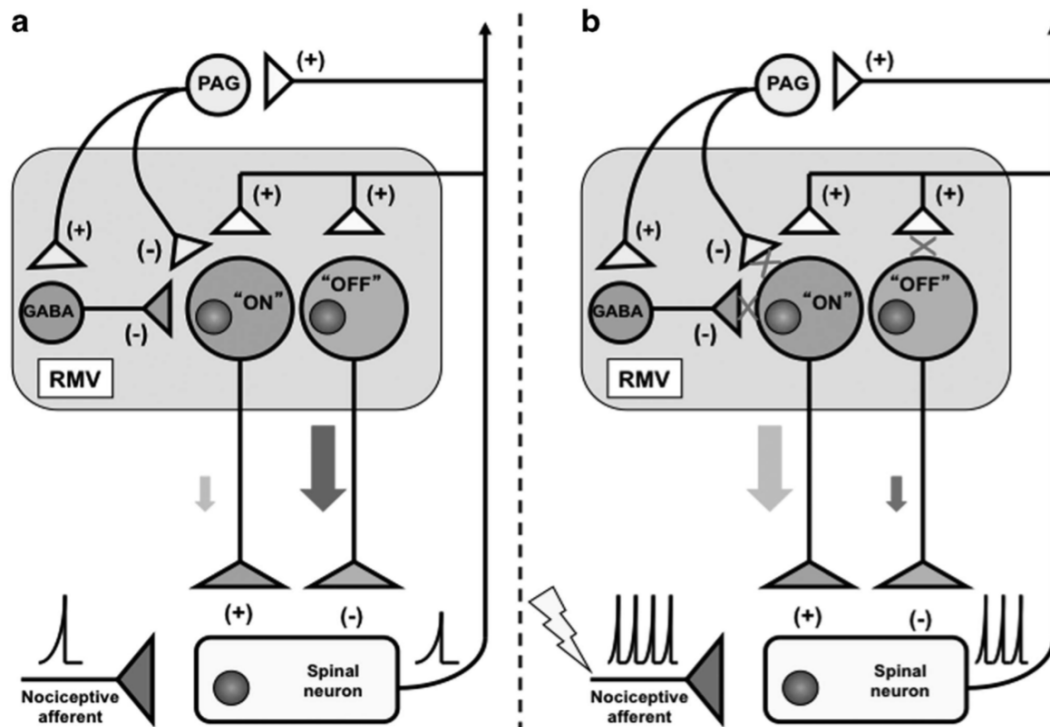 a
b
(+)
PAG
(+)
PAG
(+)
(+)
(+)
(+)
(+)
(-)
(+)
(-)
"ON"
"OFF"
"ON"
"OFF"
GABA
(-)
GABA
(-)
RMV
RMV
(+)
(-)
(+)
(-)
Nociceptive
afferent
Spinal
neuron
Nociceptive
afferent
Spinal
neuron